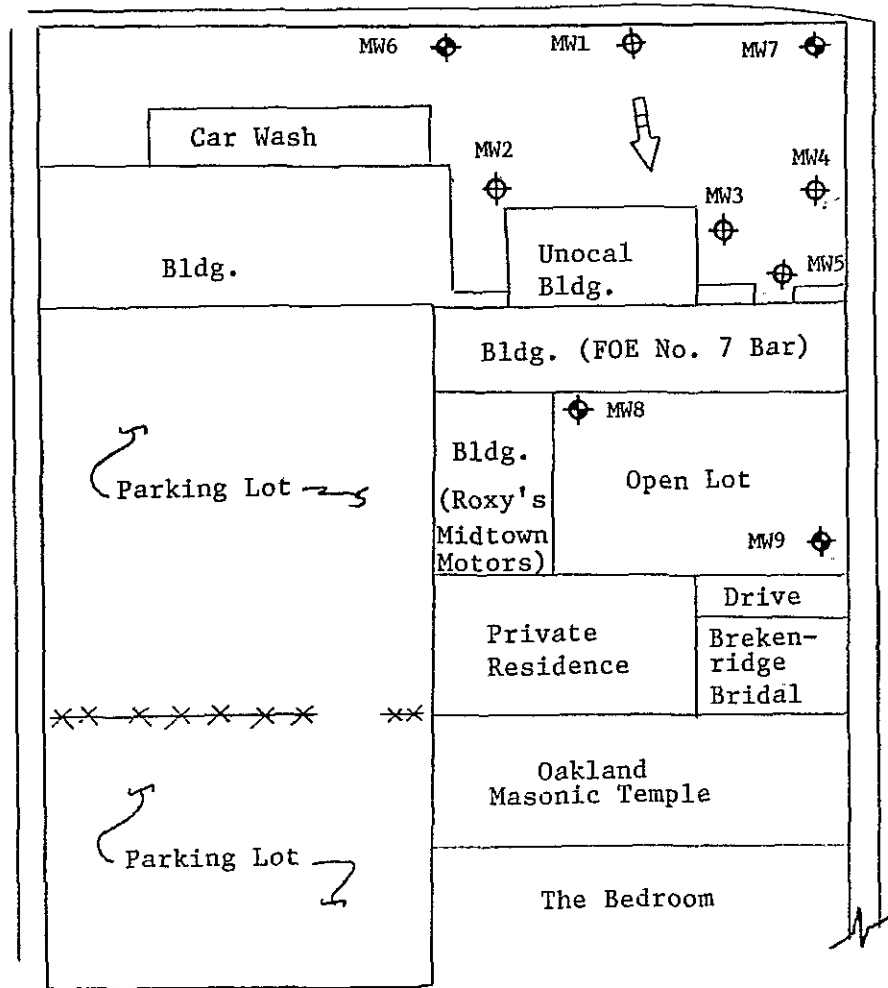 MW6
MW1
MW7
Car Wash
MW2
MW4
MW3
Bldg.
Unocal
Bldg.
MW5
Bldg. (FOE No. 7 Bar)
MW8
Bldg.
(Roxy's
Midtown
Motors)
Open Lot
Parking Lot
MW9
Drive
Private
Residence
Breken-
ridge
Bridal
Oakland
Masonic Temple
Parking Lot
The Bedroom